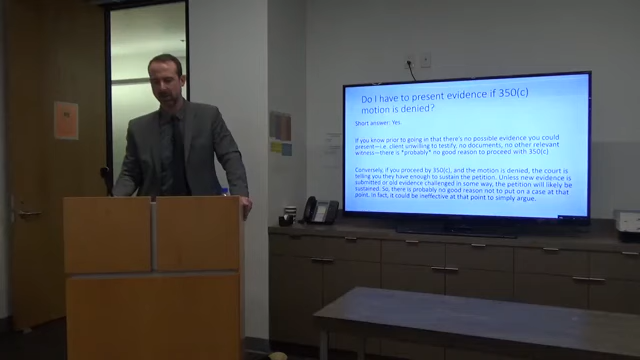 Do I have to present evidence if 350(c)
motion is denied?
Short answer: Yes.
If you know prior to going in that there's no possible evidence you could
present—i.e. client unwilling to testify, no documents, no other relevant
witness—there is *probably* no good reason to proceed with 350(c).
Conversely, if you proceed by 350(c), and the motion is denied, the court is
telling you they have enough to sustain the petition. Unless new evidence is
submitted or old evidence challenged in some way, the petition will likely be
sustained. So, there is probably no good reason not to put on a case at that
point. In fact, it could be ineffective at that point to simply argue.